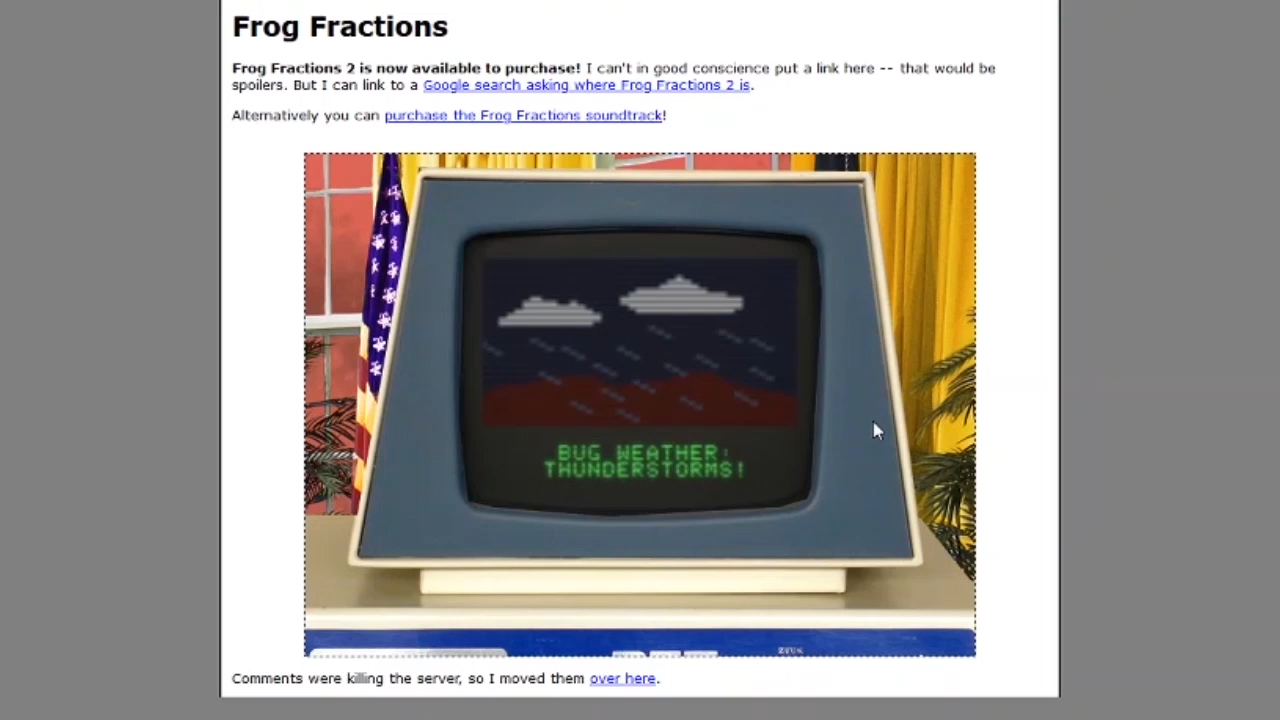 Frog Fractions
Frog Fractions 2 is now available to purchase! I can't in good conscience put a link here -- that would be
spoilers. But I can link to a Google search asking where Frog Fractions 2 is.
Alternatively you can purchase the Frog Fractions soundtrack!
BUG WEATHER:
THUNDERSTORMS!
Comments were killing the server, so I moved them over here.